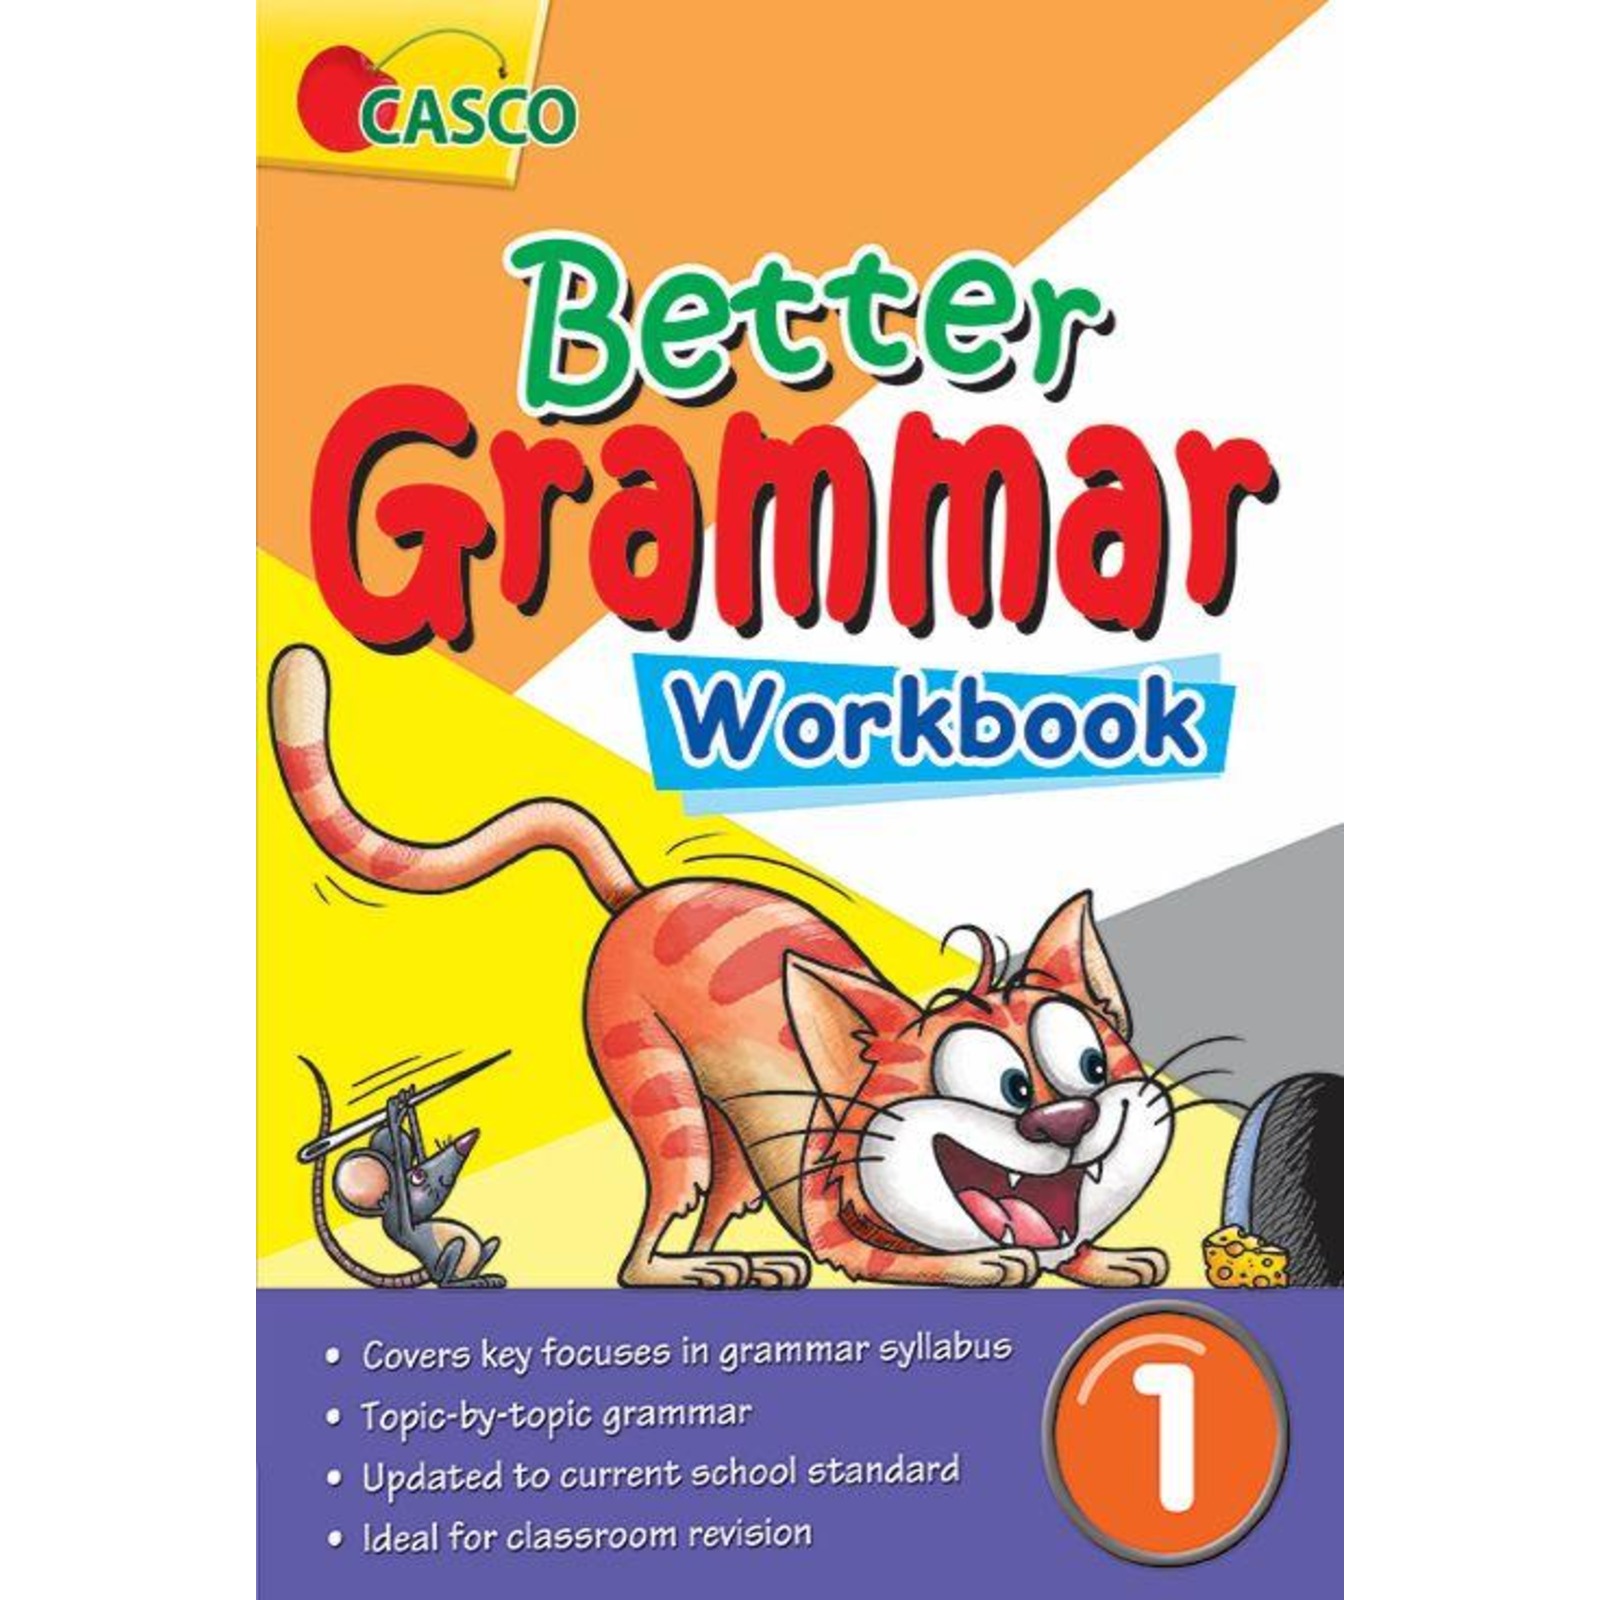 CASCO
Better
Grammar
Workbook
• Covers key focuses in grammar syllabus
• Topic-by-topic grammar
• Updated to current school standard
• Ideal for classroom revision
1